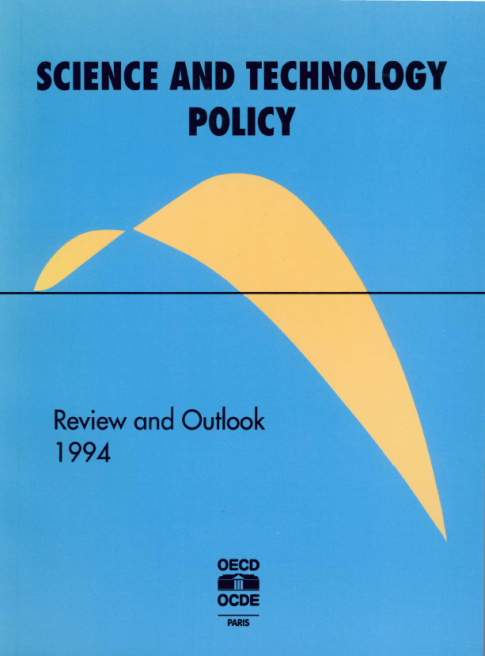 SCIENCE AND TECHNOLOGY
POLICY
Review and Outlook
1994
OECD
OCDE
PARIS